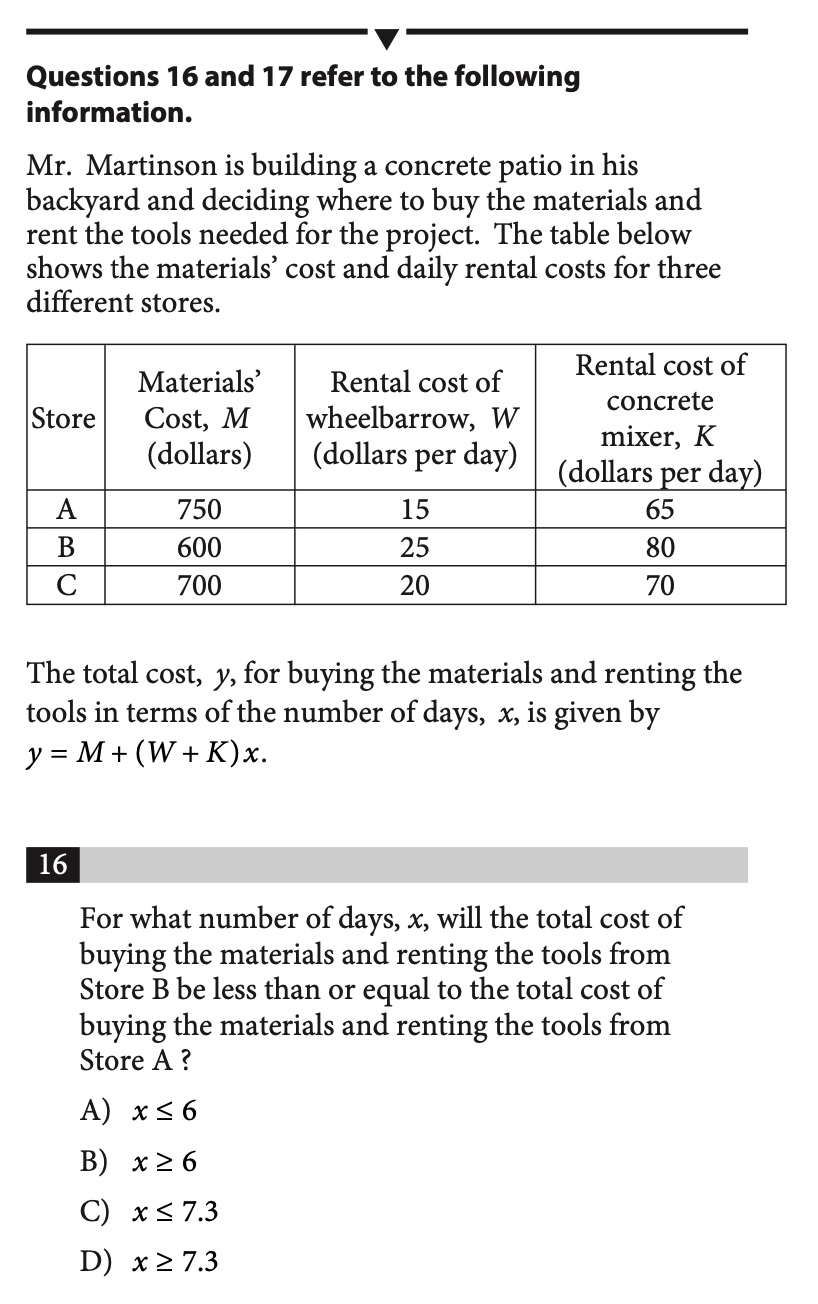 Questions 16 and 17 refer to the following
information.
Mr. Martinson is building a concrete patio in his
backyard and deciding where to buy the materials and
rent the tools needed for the project. The table below
shows the materials’ cost and daily rental costs for three
different stores.
Store | Materials’ Cost, M (dollars) | Rental cost of wheelbarrow, W (dollars per day) | Rental cost of concrete mixer, K (dollars per day)
A | 750 | 15 | 65
B | 600 | 25 | 80
C | 700 | 20 | 70
The total cost, y, for buying the materials and renting the
tools in terms of the number of days, x, is given by
y = M + (W + K)x.
16
For what number of days, x, will the total cost of
buying the materials and renting the tools from
Store B be less than or equal to the total cost of
buying the materials and renting the tools from
Store A ?
A) x ≤ 6
B) x ≥ 6
C) x ≤ 7.3
D) x ≥ 7.3